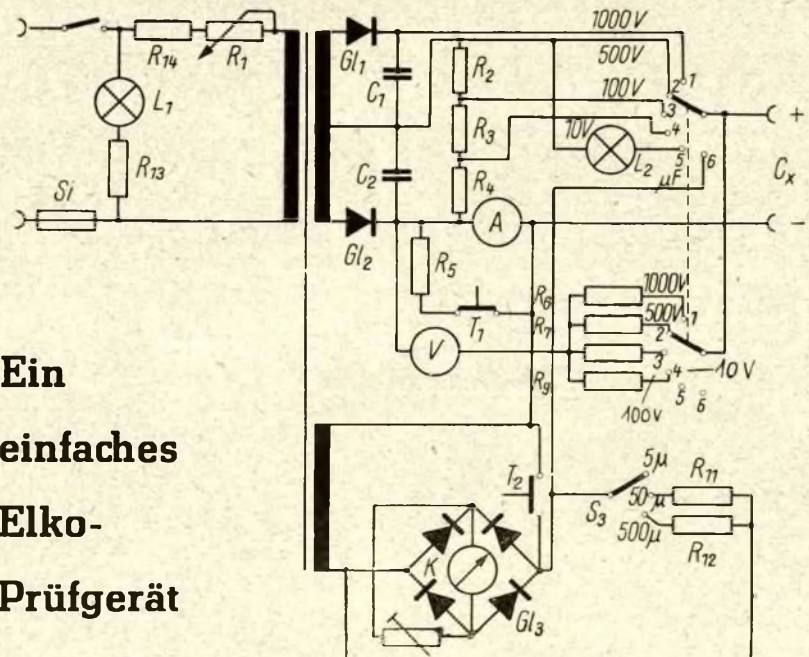 1000V
500V
100V
10V
R14
R1
Gl1
C1
R2
R3
R4
L1
R13
Si
C2
Gl2
A
L2
μF
1
2
3
4
5
6
+
Cx
−
R5
T1
V
R6
R7
R9
1000V
500V
1
2
3
4
5
6
10V
100V
Ein
einfaches
Elko-
Prüfgerät
T2
K
Gl3
S3
5μ
50μ
500μ
R11
R12